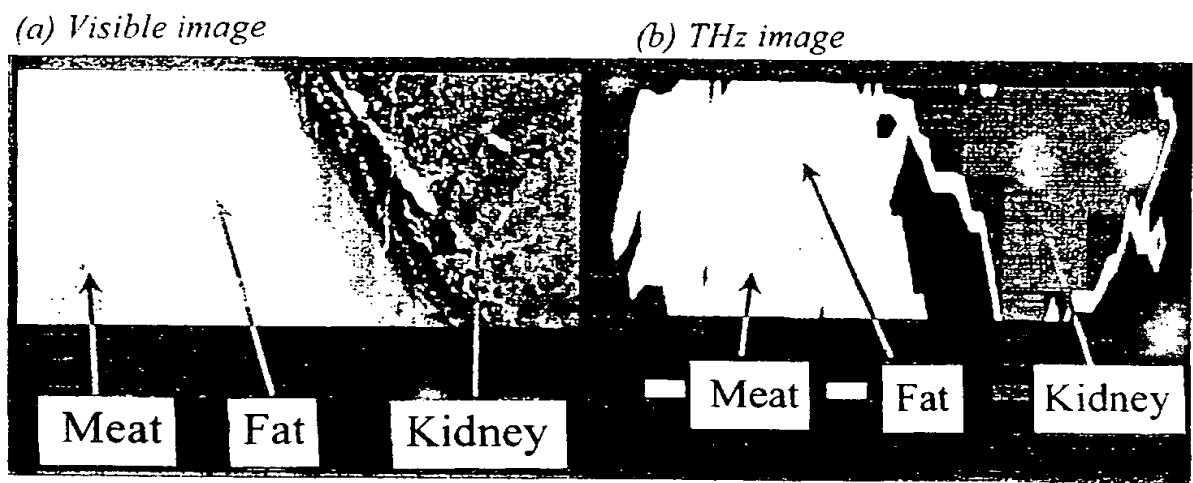 (a) Visible image
(b) THz image
Meat
Fat
Kidney
Meat
Fat
Kidney